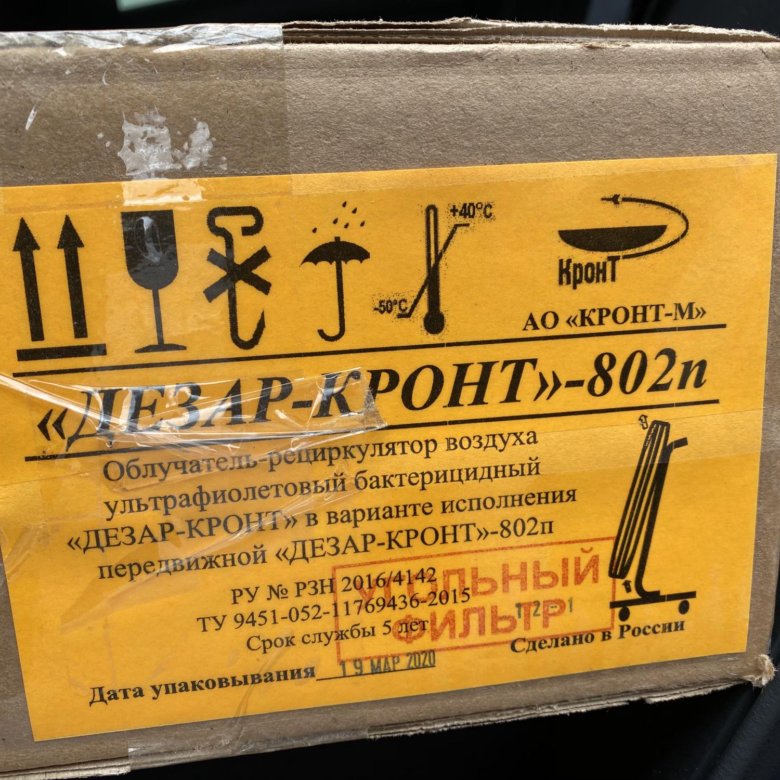 +40°C
-50°C
КронТ
АО «КРОНТ-М»
«ДЕЗАР-КРОНТ»-802п
Облучатель-рециркулятор воздуха
ультрафиолетовый бактерицидный
«ДЕЗАР-КРОНТ» в варианте исполнения
передвижной «ДЕЗАР-КРОНТ»-802п
РУ № РЗН 2016/4142
ТУ 9451-052-11769436-2015
Срок службы 5 лет
УГОЛЬНЫЙ
ФИЛЬТР
Сделано в России
Дата упаковывания 19 МАР 2020